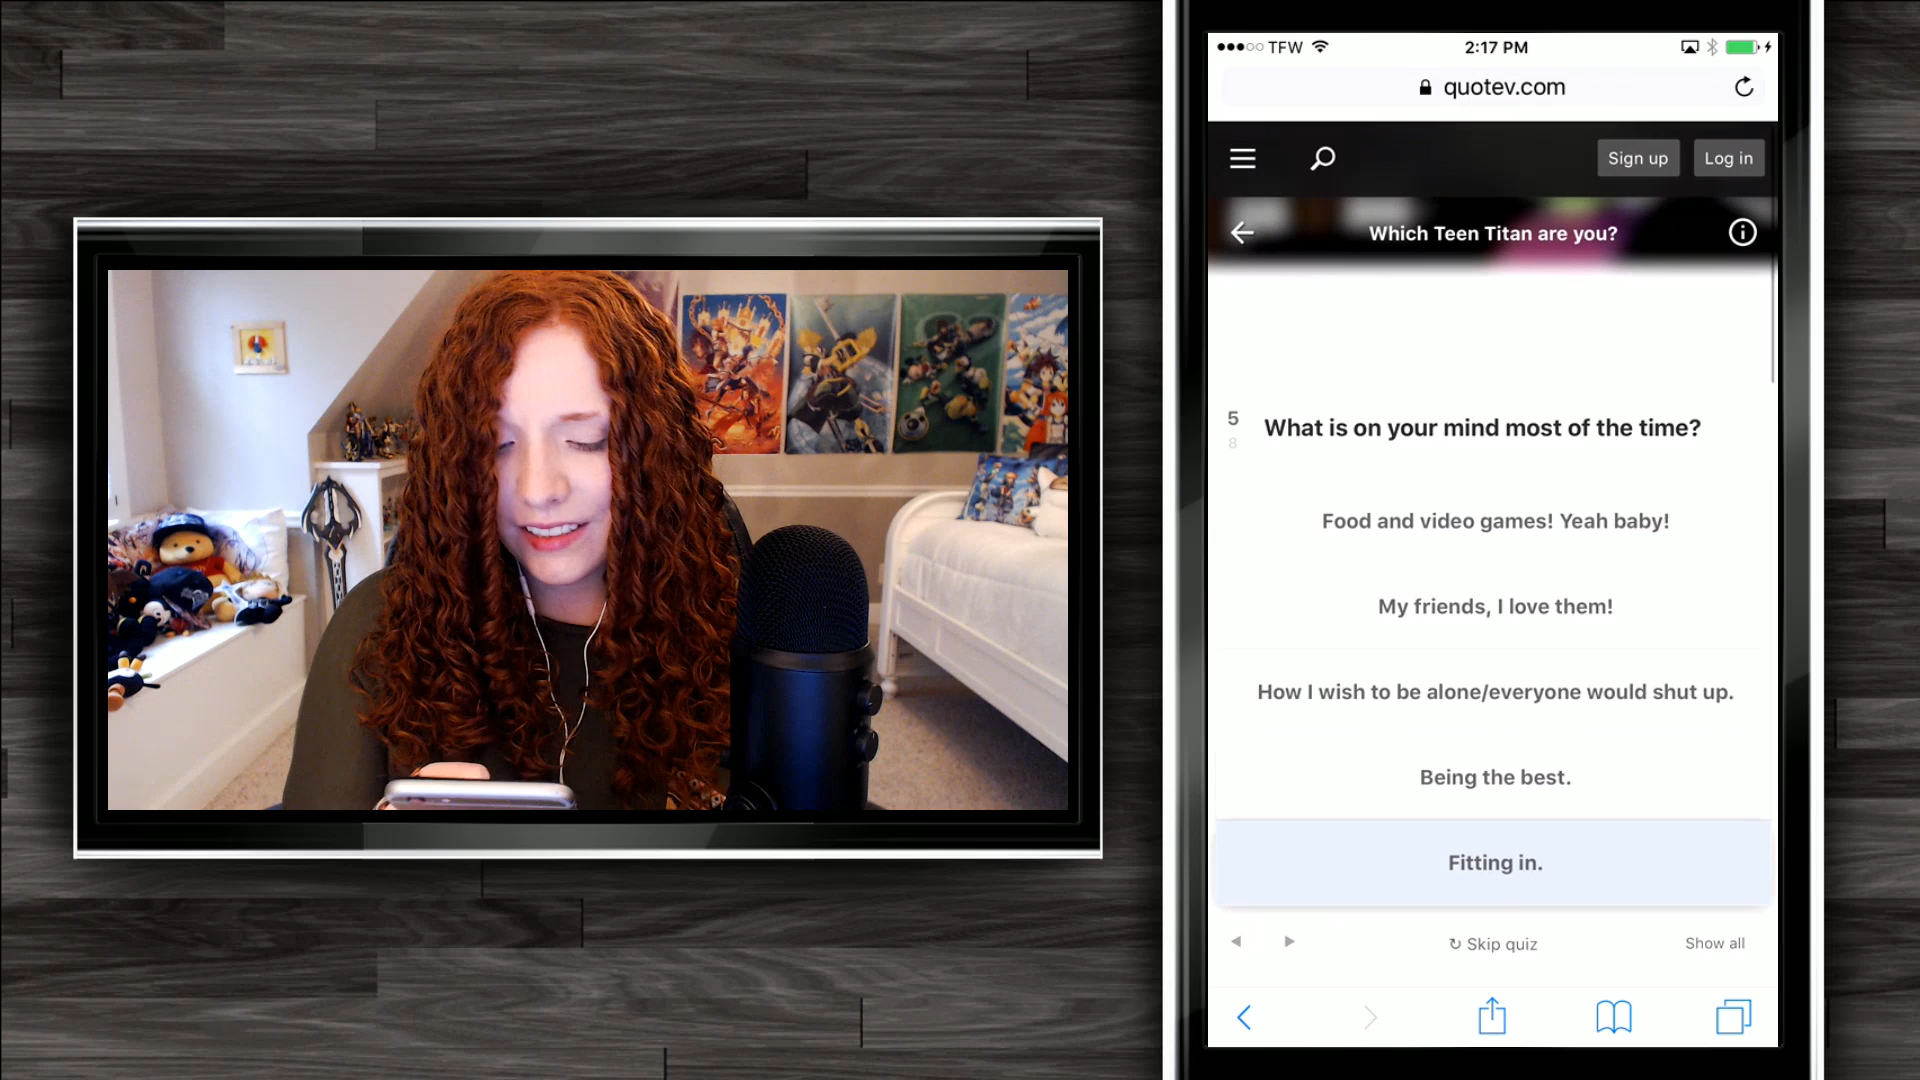 TFW
2:17 PM
quotev.com
Sign up
Log in
Which Teen Titan are you?
5
8
What is on your mind most of the time?
Food and video games! Yeah baby!
My friends, I love them!
How I wish to be alone/everyone would shut up.
Being the best.
Fitting in.
Skip quiz
Show all